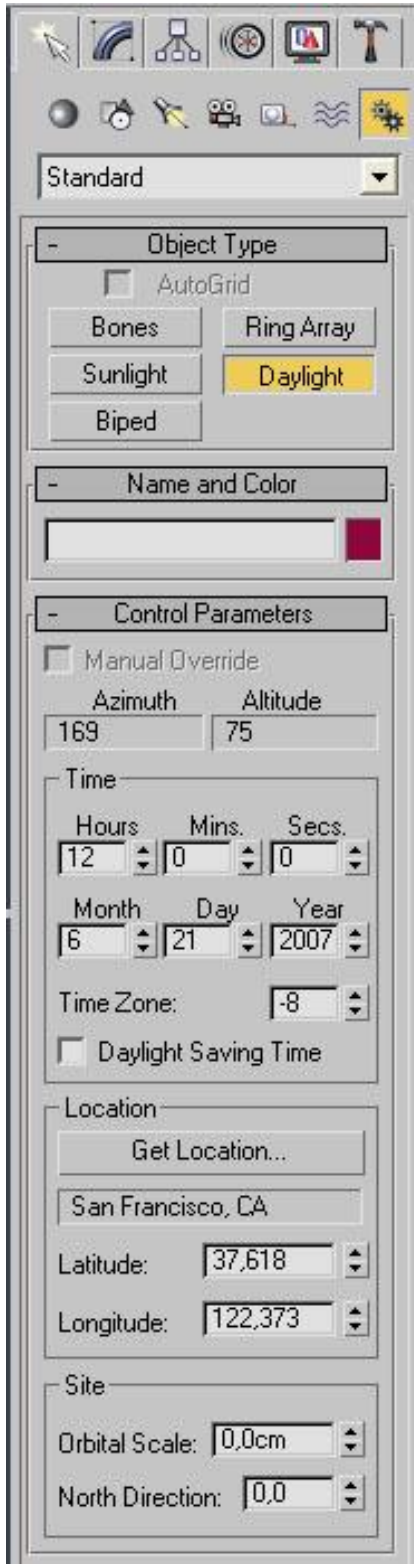 Standard
- Object Type
AutoGrid
Bones Ring Array
Sunlight Daylight
Biped
- Name and Color
- Control Parameters
Manual Override
Azimuth Altitude
169 75
Time
Hours Mins. Secs.
12 0 0
Month Day Year
6 21 2007
Time Zone: -8
Daylight Saving Time
Location
Get Location...
San Francisco, CA
Latitude: 37,618
Longitude: 122,373
Site
Orbital Scale: 0,0cm
North Direction: 0,0